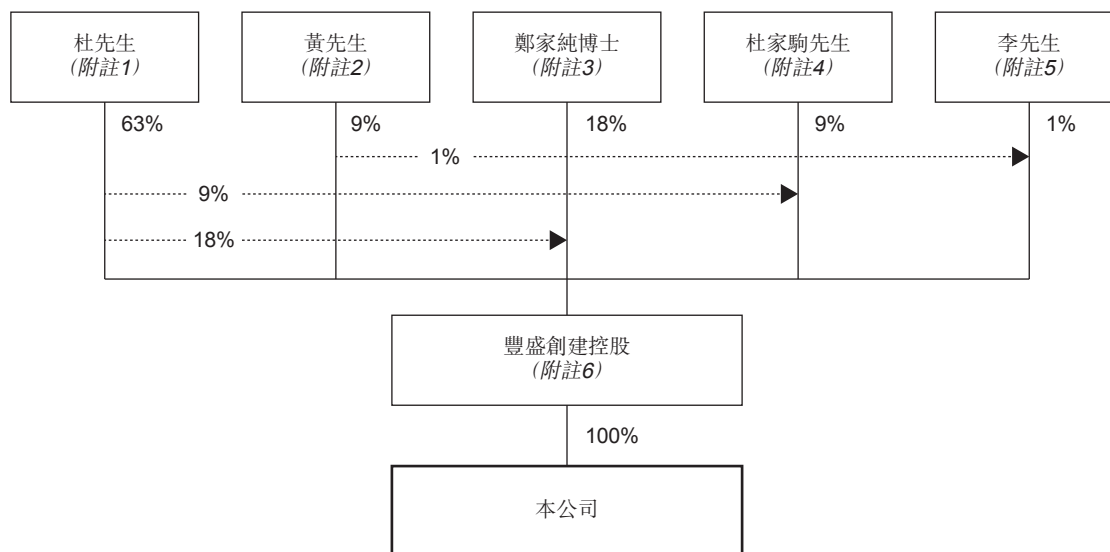 杜先生
(附註1)
黃先生
(附註2)
鄭家純博士
(附註3)
杜家駒先生
(附註4)
李先生
(附註5)
63%
9%
18%
9%
1%
1%
9%
18%
豐盛創建控股
(附註6)
100%
本公司